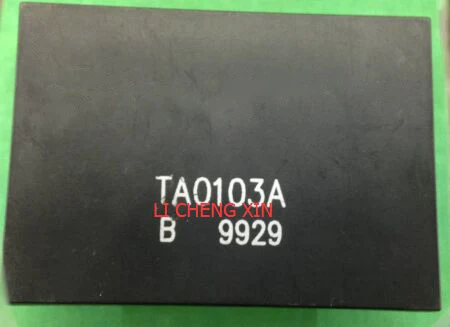 TA0103A
LI CHENG XIN
B 9929